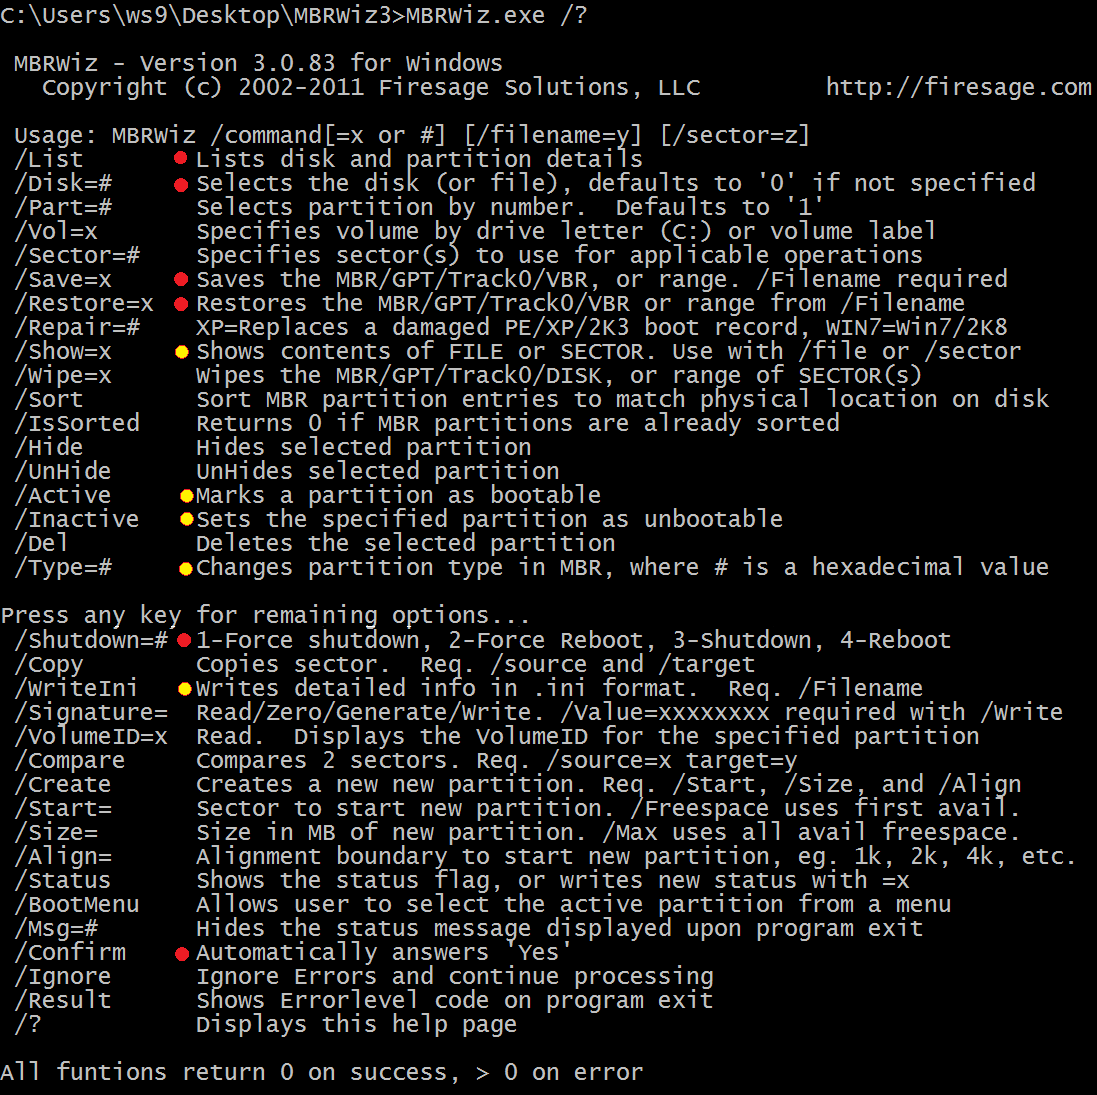 C:\Users\ws9\Desktop\MBRWiz3>MBRWiz.exe /?
MBRWiz - Version 3.0.83 for Windows
Copyright (c) 2002-2011 Firesage Solutions, LLC http://firesage.com
Usage: MBRWiz /command[=x or #] [/filename=y] [/sector=z]
/List Lists disk and partition details
/Disk=# Selects the disk (or file), defaults to '0' if not specified
/Part=# Selects partition by number.  Defaults to '1'
/Vol=x Specifies volume by drive letter (C:) or volume label
/Sector=# Specifies sector(s) to use for applicable operations
/Save=x Saves the MBR/GPT/Track0/VBR, or range. /Filename required
/Restore=x Restores the MBR/GPT/Track0/VBR or range from /Filename
/Repair=# XP=Replaces a damaged PE/XP/2K3 boot record, WIN7=Win7/2K8
/Show=x Shows contents of FILE or SECTOR. Use with /file or /sector
/Wipe=x Wipes the MBR/GPT/Track0/DISK, or range of SECTOR(s)
/Sort Sort MBR partition entries to match physical location on disk
/IsSorted Returns 0 if MBR partitions are already sorted
/Hide Hides selected partition
/UnHide UnHides selected partition
/Active Marks a partition as bootable
/Inactive Sets the specified partition as unbootable
/Del Deletes the selected partition
/Type=# Changes partition type in MBR, where # is a hexadecimal value
Press any key for remaining options...
/Shutdown=# 1-Force shutdown, 2-Force Reboot, 3-Shutdown, 4-Reboot
/Copy Copies sector.  Req. /source and /target
/WriteIni Writes detailed info in .ini format.  Req. /Filename
/Signature= Read/Zero/Generate/Write. /Value=xxxxxxxx required with /Write
/VolumeID=x Read.  Displays the VolumeID for the specified partition
/Compare Compares 2 sectors. Req. /source=x target=y
/Create Creates a new new partition. Req. /Start, /Size, and /Align
/Start= Sector to start new partition. /Freespace uses first avail.
/Size= Size in MB of new partition. /Max uses all avail freespace.
/Align= Alignment boundary to start new partition, eg. 1k, 2k, 4k, etc.
/Status Shows the status flag, or writes new status with =x
/BootMenu Allows user to select the active partition from a menu
/Msg=# Hides the status message displayed upon program exit
/Confirm Automatically answers 'Yes'
/Ignore Ignore Errors and continue processing
/Result Shows Errorlevel code on program exit
/? Displays this help page
All funtions return 0 on success, > 0 on error